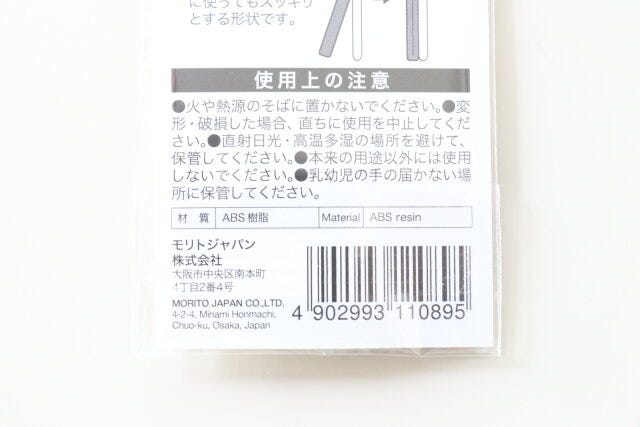 に使ってもスッキリ
とする形状です。
使用上の注意
●火や熱源のそばに置かないでください。●変
形・破損した場合、直ちに使用を中止してくだ
さい。●直射日光・高温多湿の場所を避けて、
保管してください。●本来の用途以外には使用
しないでください。●乳幼児の手の届かない場
所に保管してください。
材 質 ABS樹脂 Material ABS resin
モリトジャパン
株式会社
大阪市中央区南本町
4丁目2番4号
MORITO JAPAN CO.,LTD.
4-2-4, Minami Honmachi,
Chuo-ku, Osaka, Japan
4 902993 110895